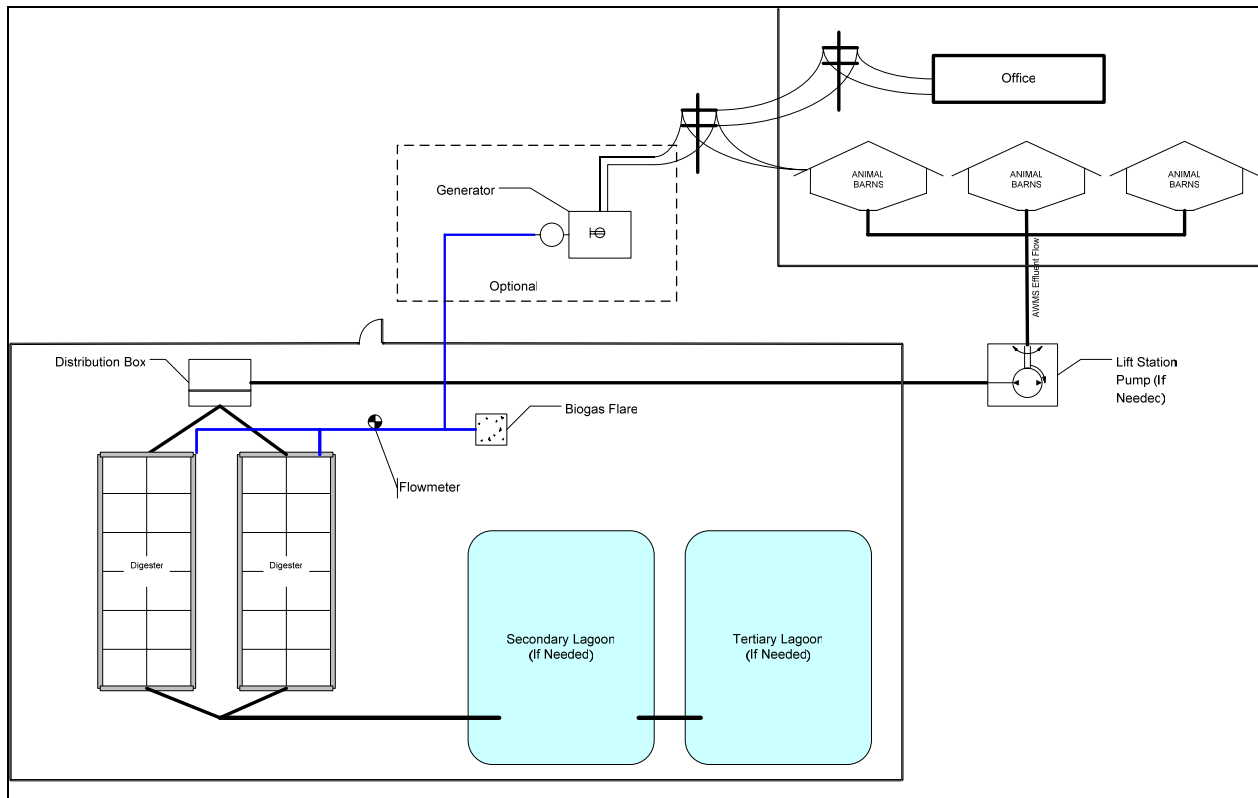 Office
ANIMAL
BARNS
ANIMAL
BARNS
ANIMAL
BARNS
Generator
Optional
AWMS Effluent Flow
Distribution Box
Lift Station
Pump (If
Needec)
Biogas Flare
Flowmeter
Digester
Digester
Secondary Lagoon
(If Needed)
Tertiary Lagoon
(If Needed)